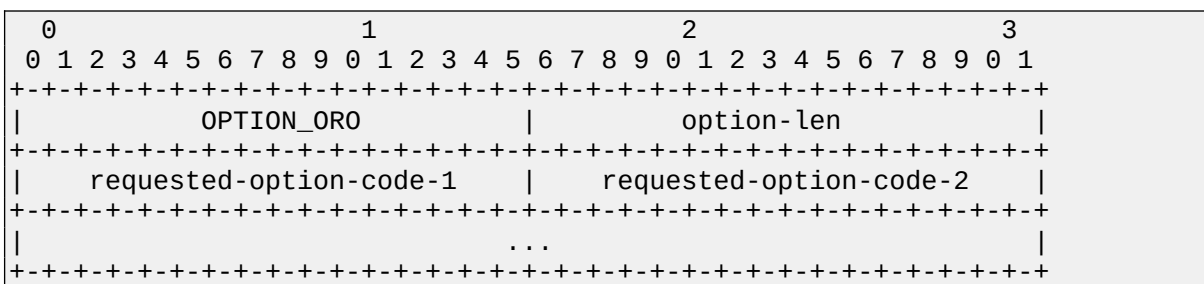 0                   1                   2                   3
 0 1 2 3 4 5 6 7 8 9 0 1 2 3 4 5 6 7 8 9 0 1 2 3 4 5 6 7 8 9 0 1
+-+-+-+-+-+-+-+-+-+-+-+-+-+-+-+-+-+-+-+-+-+-+-+-+-+-+-+-+-+-+-+-+
|           OPTION_ORO          |         option-len            |
+-+-+-+-+-+-+-+-+-+-+-+-+-+-+-+-+-+-+-+-+-+-+-+-+-+-+-+-+-+-+-+-+
|    requested-option-code-1    |    requested-option-code-2    |
+-+-+-+-+-+-+-+-+-+-+-+-+-+-+-+-+-+-+-+-+-+-+-+-+-+-+-+-+-+-+-+-+
|                              ...                              |
+-+-+-+-+-+-+-+-+-+-+-+-+-+-+-+-+-+-+-+-+-+-+-+-+-+-+-+-+-+-+-+-+